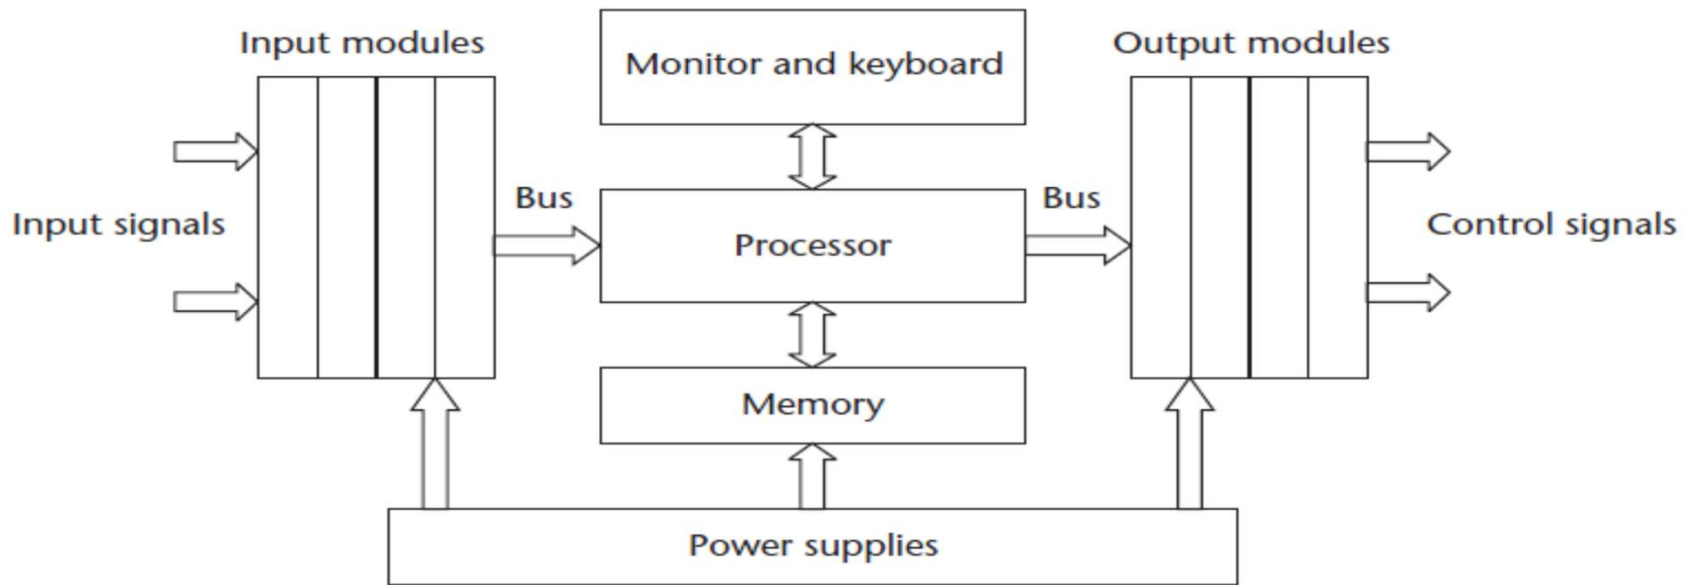 Input modules
Monitor and keyboard
Output modules
Input signals
Bus
Processor
Bus
Control signals
Memory
Power supplies